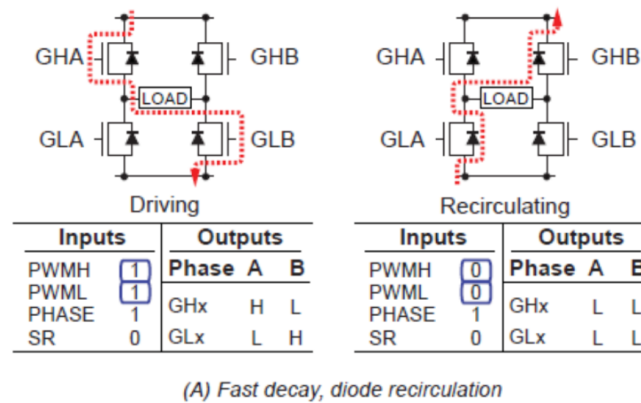 GHA GHB GHA GHB
LOAD LOAD
GLA GLB GLA GLB
Driving Recirculating
Inputs Outputs Inputs Outputs
PWMH 1 Phase A B PWMH 0 Phase A B
PWML 1 PWML 0
GHx H L GHx L L
PHASE 1 PHASE 1
SR 0 GLx L H SR 0 GLx L L
(A) Fast decay, diode recirculation